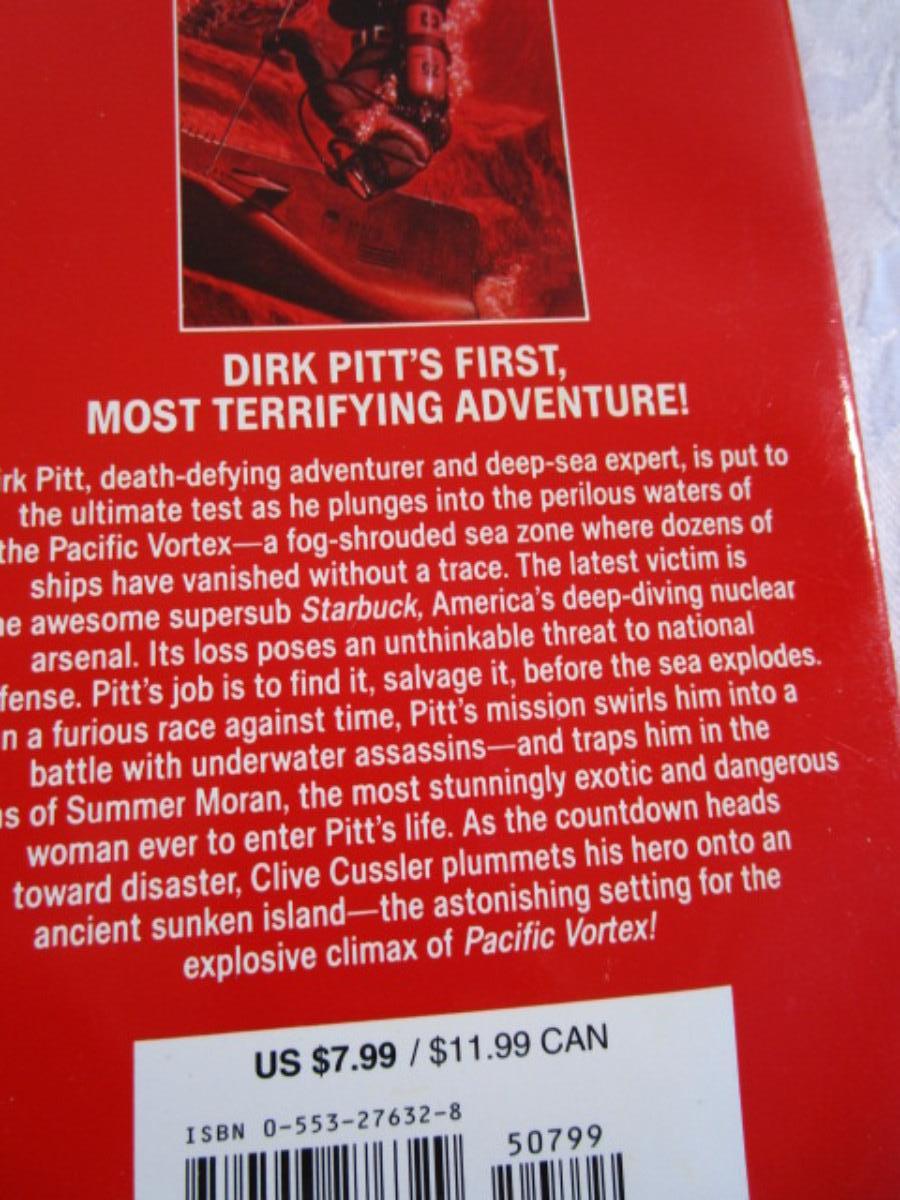 DIRK PITT'S FIRST,
MOST TERRIFYING ADVENTURE!
rk Pitt, death-defying adventurer and deep-sea expert, is put to
the ultimate test as he plunges into the perilous waters of
the Pacific Vortex—a fog-shrouded sea zone where dozens of
ships have vanished without a trace. The latest victim is
he awesome supersub Starbuck, America's deep-diving nuclear
arsenal. Its loss poses an unthinkable threat to national
fense. Pitt's job is to find it, salvage it, before the sea explodes.
n a furious race against time, Pitt's mission swirls him into a
battle with underwater assassins—and traps him in the
s of Summer Moran, the most stunningly exotic and dangerous
woman ever to enter Pitt's life. As the countdown heads
toward disaster, Clive Cussler plummets his hero onto an
ancient sunken island—the astonishing setting for the
explosive climax of Pacific Vortex!
US $7.99 / $11.99 CAN
ISBN 0-553-27632-8
50799